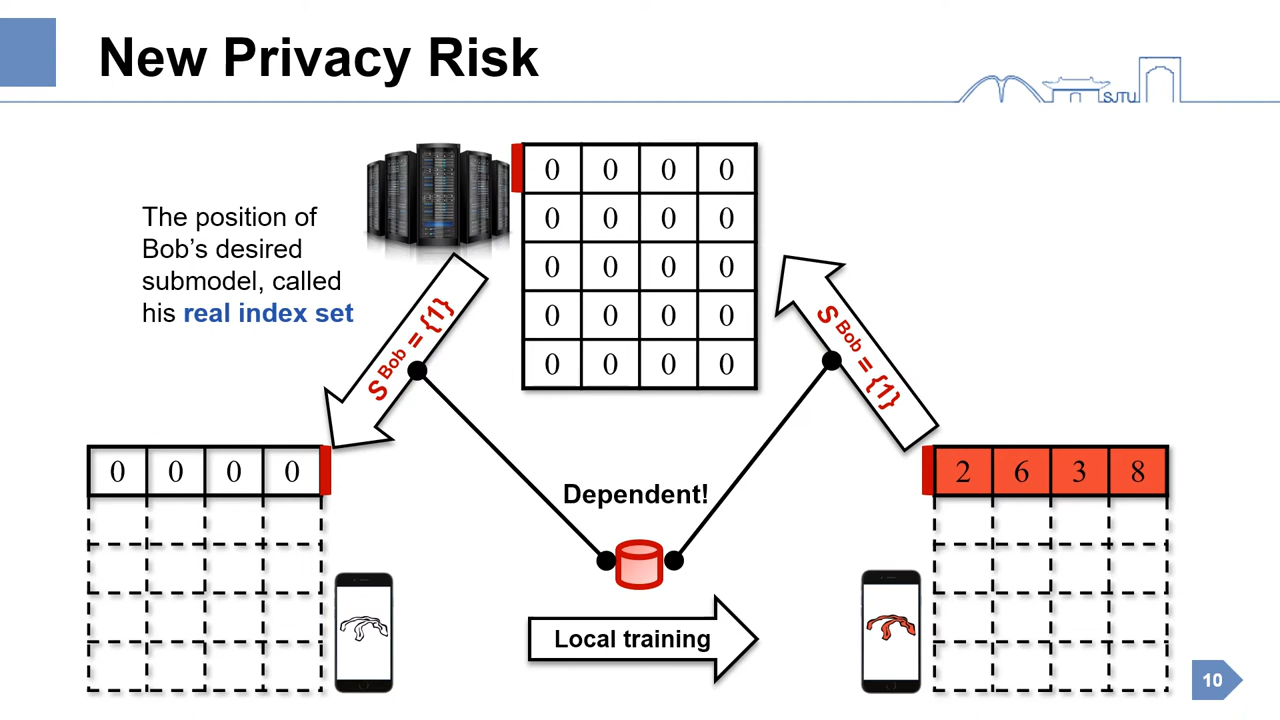 New Privacy Risk
SJTU
The position of
Bob’s desired
submodel, called
his real index set
0 0 0 0
0 0 0 0
0 0 0 0
0 0 0 0
0 0 0 0
S Bob = {1}
S Bob = {1}
0 0 0 0
2 6 3 8
Dependent!
Local training
10